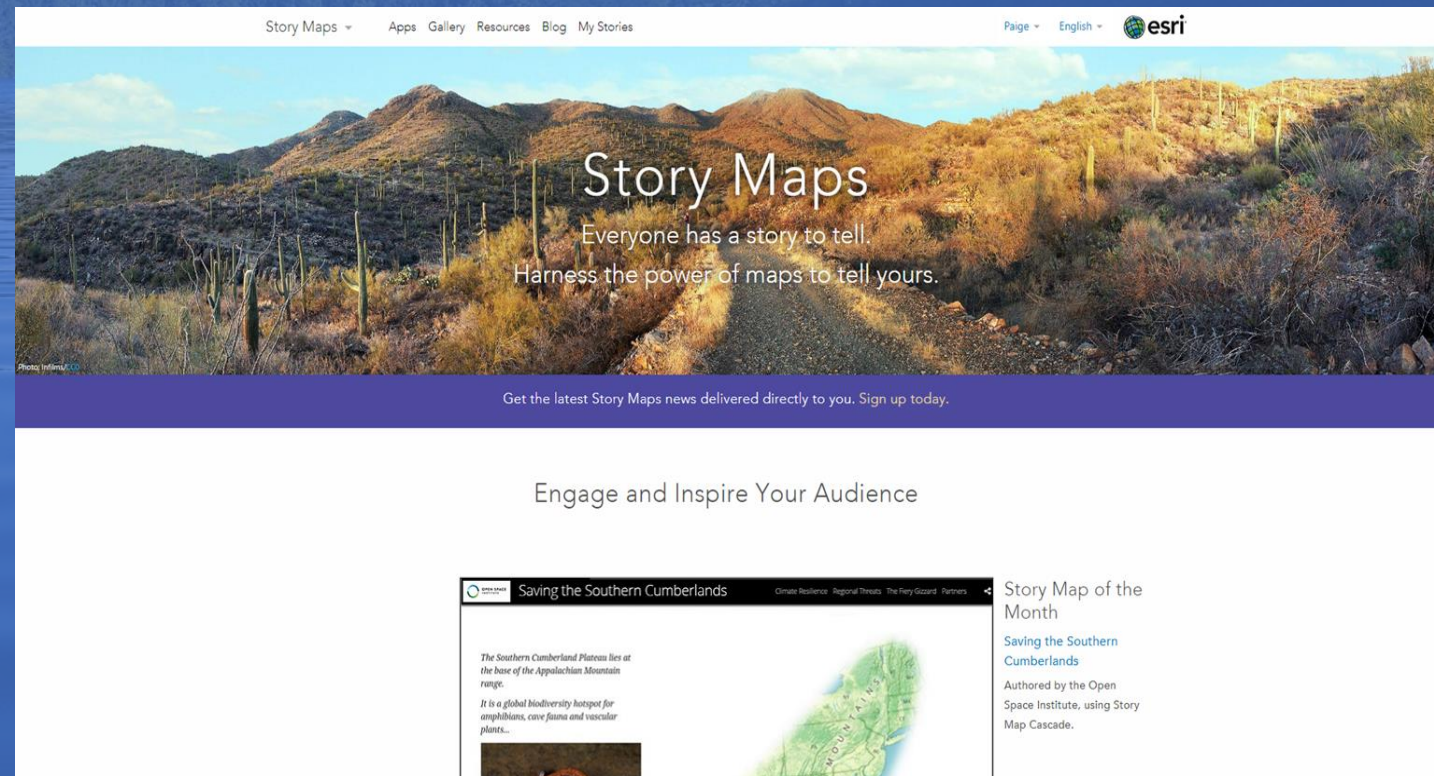 Story Maps
Apps Gallery Resources Blog My Stories
Paige
English
esri
Story Maps
Everyone has a story to tell.
Harness the power of maps to tell yours.
Photo: Infilms/CC0
Get the latest Story Maps news delivered directly to you. Sign up today.
Engage and Inspire Your Audience
OPEN SPACE
INSTITUTE
Saving the Southern Cumberlands
Climate Resilience Regional Threats The Fiery Gizzard Partners
The Southern Cumberland Plateau lies at
the base of the Appalachian Mountain
range.
It is a global biodiversity hotspot for
amphibians, cave fauna and vascular
plants...
MOUNTAINS
Story Map of the
Month
Saving the Southern
Cumberlands
Authored by the Open
Space Institute, using Story
Map Cascade.